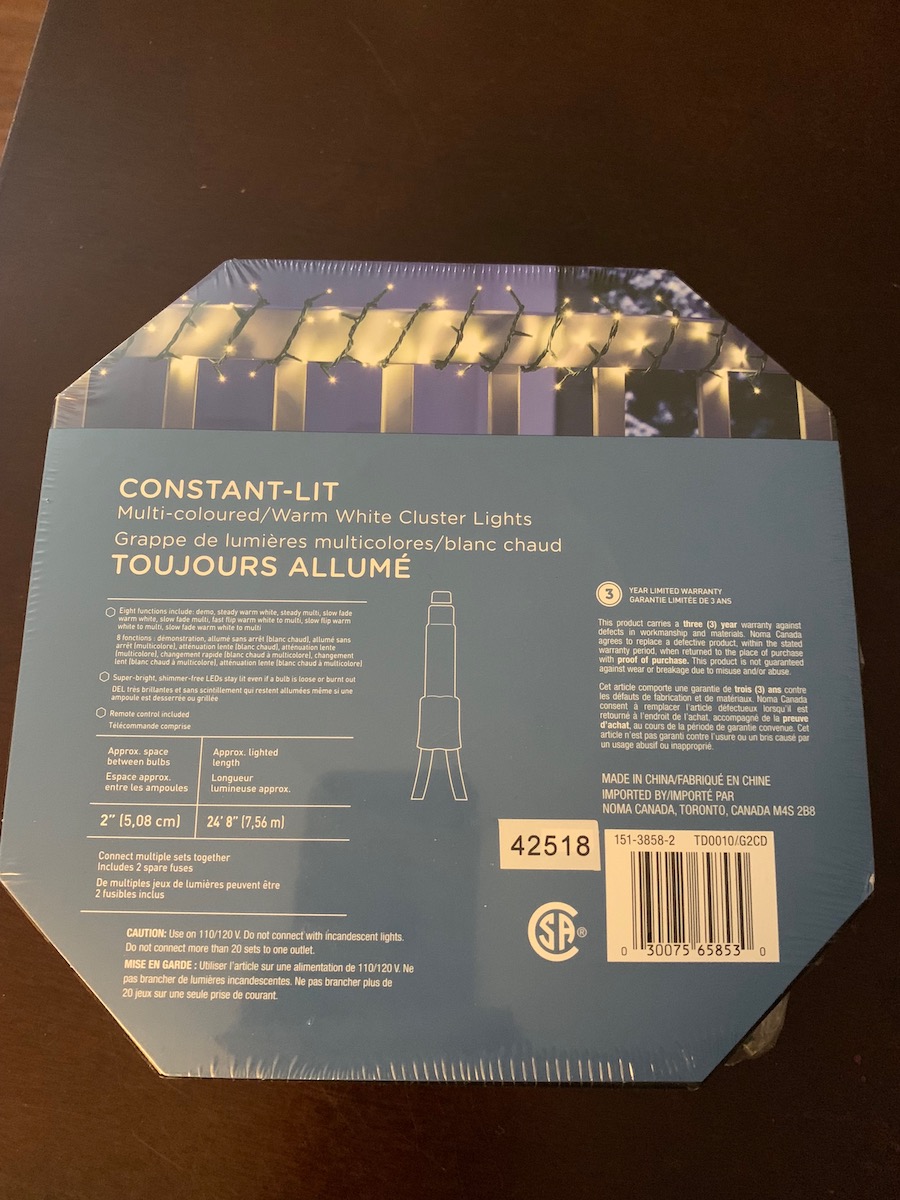 CONSTANT-LIT
Multi-coloured/Warm White Cluster Lights
Grappe de lumières multicolores/blanc chaud
TOUJOURS ALLUMÉ
Eight functions include: demo, steady warm white, steady multi, slow fade
warm white, slow fade multi, fast flip warm white to multi, slow flip warm
white to multi, slow fade warm white to multi
8 fonctions : démonstration, allumé sans arrêt (blanc chaud), allumé sans
arrêt (multicolore), atténuation lente (blanc chaud), atténuation lente
(multicolore), changement rapide (blanc chaud à multicolore), changement
lent (blanc chaud à multicolore), atténuation lente (blanc chaud à multicolore)
Super-bright, shimmer-free LEDs stay lit even if a bulb is loose or burnt out
DEL très brillantes et sans scintillement qui restent allumées même si une
ampoule est desserrée ou grillée
Remote control included
Télécommande comprise
Approx. space
between bulbs
Espace approx.
entre les ampoules
Approx. lighted
length
Longueur
lumineuse approx.
2" (5,08 cm)
24' 8" (7,56 m)
Connect multiple sets together
Includes 2 spare fuses
De multiples jeux de lumières peuvent être
2 fusibles inclus
CAUTION: Use on 110/120 V. Do not connect with incandescent lights.
Do not connect more than 20 sets to one outlet.
MISE EN GARDE : Utiliser l'article sur une alimentation de 110/120 V. Ne
pas brancher de lumières incandescentes. Ne pas brancher plus de
20 jeux sur une seule prise de courant.
3
YEAR LIMITED WARRANTY
GARANTIE LIMITÉE DE 3 ANS
This product carries a three (3) year warranty against
defects in workmanship and materials. Noma Canada
agrees to replace a defective product, within the stated
warranty period, when returned to the place of purchase
with proof of purchase. This product is not guaranteed
against wear or breakage due to misuse and/or abuse.
Cet article comporte une garantie de trois (3) ans contre
les défauts de fabrication et de matériaux. Noma Canada
consent à remplacer l'article défectueux lorsqu'il est
retourné à l'endroit de l'achat, accompagné de la preuve
d'achat, au cours de la période de garantie convenue. Cet
article n'est pas garanti contre l'usure ou un bris causé par
un usage abusif ou inapproprié.
MADE IN CHINA/FABRIQUÉ EN CHINE
IMPORTED BY/IMPORTÉ PAR
NOMA CANADA, TORONTO, CANADA M4S 2B8
42518
151-3858-2 TD0010/G2CD
0 30075 65853 0
CSA®